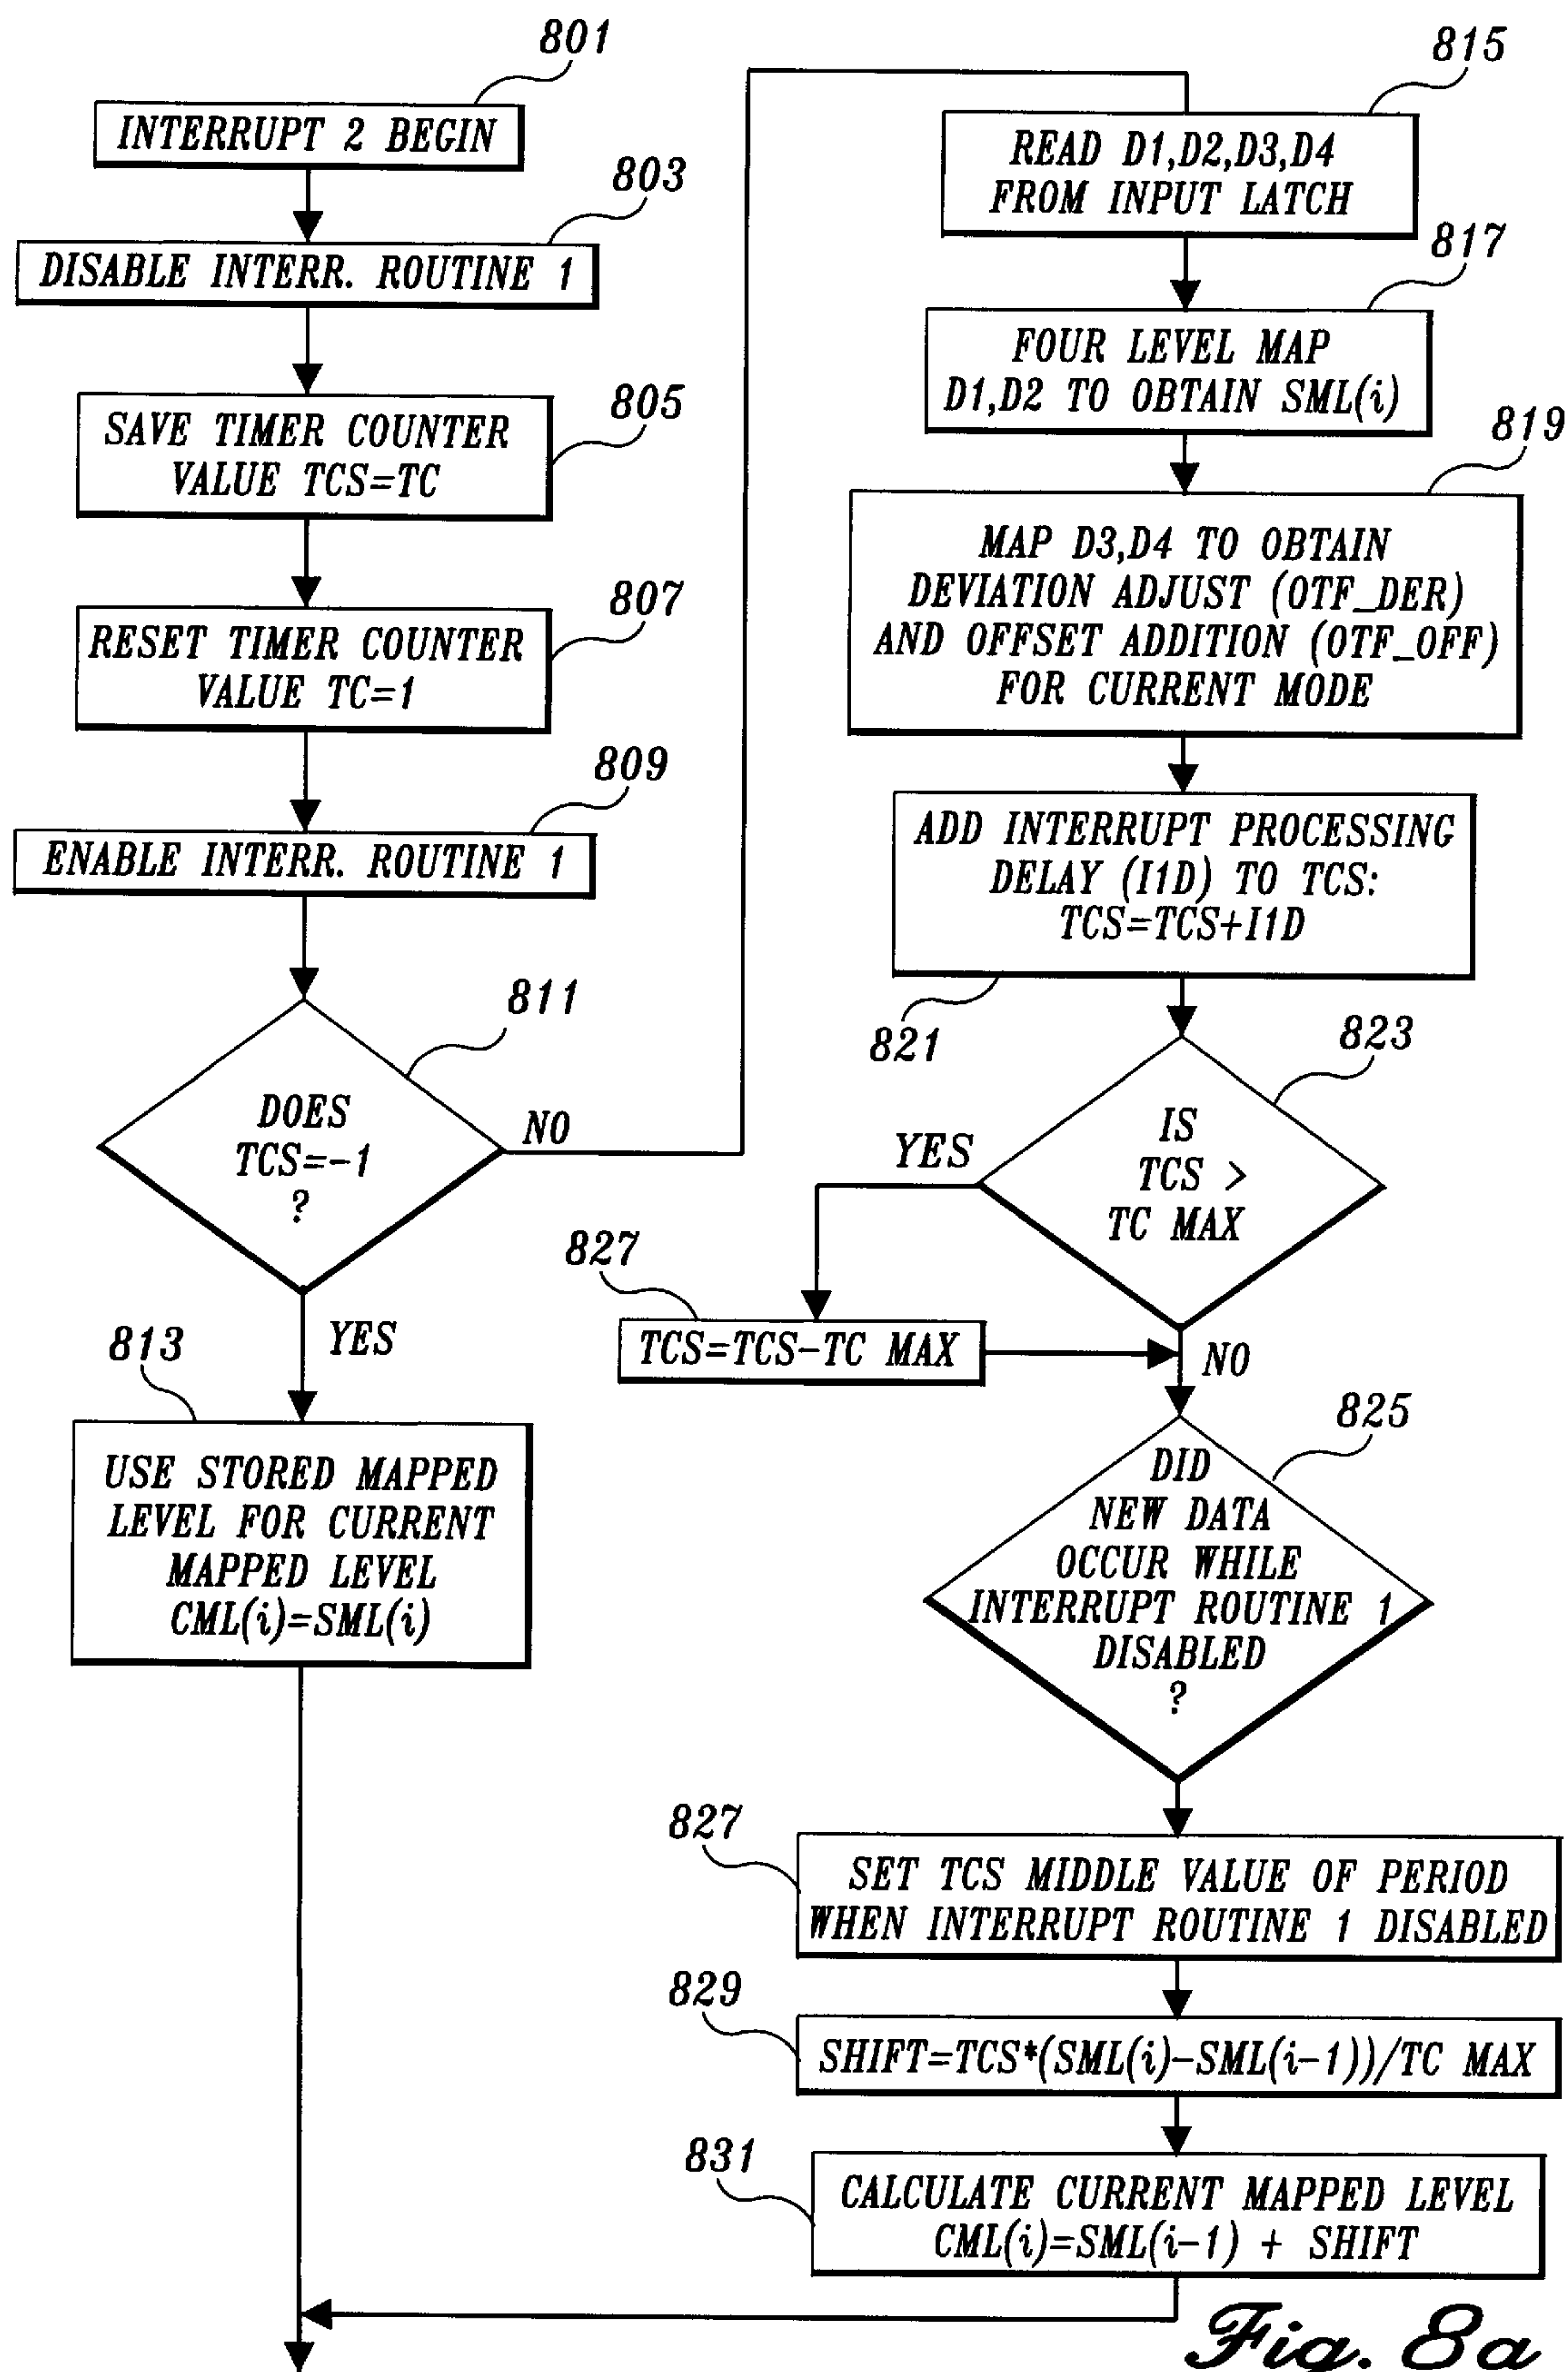 801
INTERRUPT 2 BEGIN
803
DISABLE INTERR. ROUTINE 1
805
SAVE TIMER COUNTER
VALUE TCS=TC
807
RESET TIMER COUNTER
VALUE TC=1
809
ENABLE INTERR. ROUTINE 1
811
DOES
TCS=-1
?
NO
YES
813
USE STORED MAPPED
LEVEL FOR CURRENT
MAPPED LEVEL
CML(i)=SML(i)
815
READ D1,D2,D3,D4
FROM INPUT LATCH
817
FOUR LEVEL MAP
D1,D2 TO OBTAIN SML(i)
819
MAP D3,D4 TO OBTAIN
DEVIATION ADJUST (OTF_DER)
AND OFFSET ADDITION (OTF_OFF)
FOR CURRENT MODE
ADD INTERRUPT PROCESSING
DELAY (I1D) TO TCS:
TCS=TCS+I1D
821
823
IS
TCS >
TC MAX
YES
827
TCS=TCS-TC MAX
NO
825
DID
NEW DATA
OCCUR WHILE
INTERRUPT ROUTINE 1
DISABLED
?
827
SET TCS MIDDLE VALUE OF PERIOD
WHEN INTERRUPT ROUTINE 1 DISABLED
829
SHIFT=TCS*(SML(i)-SML(i-1))/TC MAX
831
CALCULATE CURRENT MAPPED LEVEL
CML(i)=SML(i-1) + SHIFT
Fig. 8a